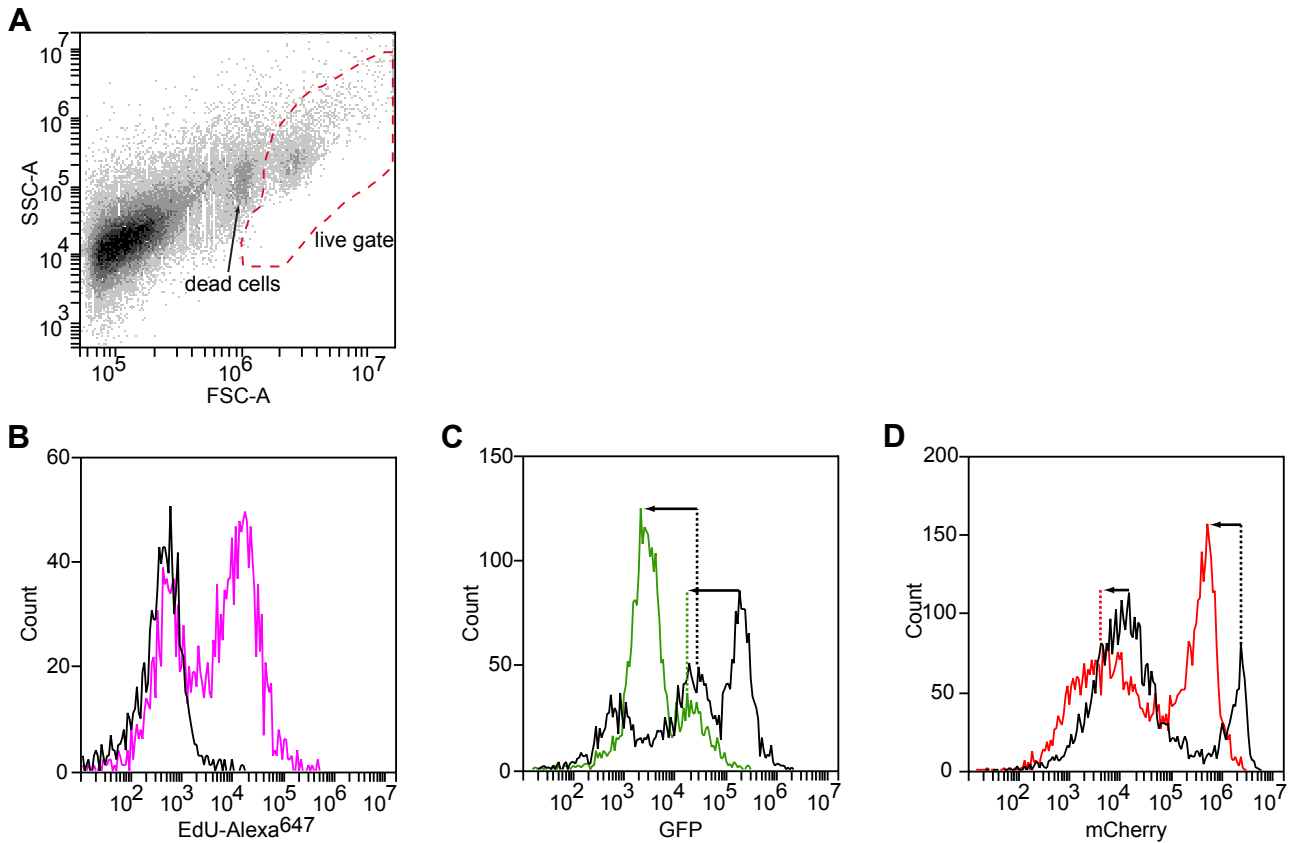 A
10^7
10^6
10^5
10^4
10^3
SSC-A
live gate
dead cells
10^5 10^6 10^7
FSC-A
B
60
40
20
0
Count
10^2 10^3 10^4 10^5 10^6 10^7
EdU-Alexa^647
C
150
100
50
0
Count
10^2 10^3 10^4 10^5 10^6 10^7
GFP
D
200
150
100
50
0
Count
10^2 10^3 10^4 10^5 10^6 10^7
mCherry